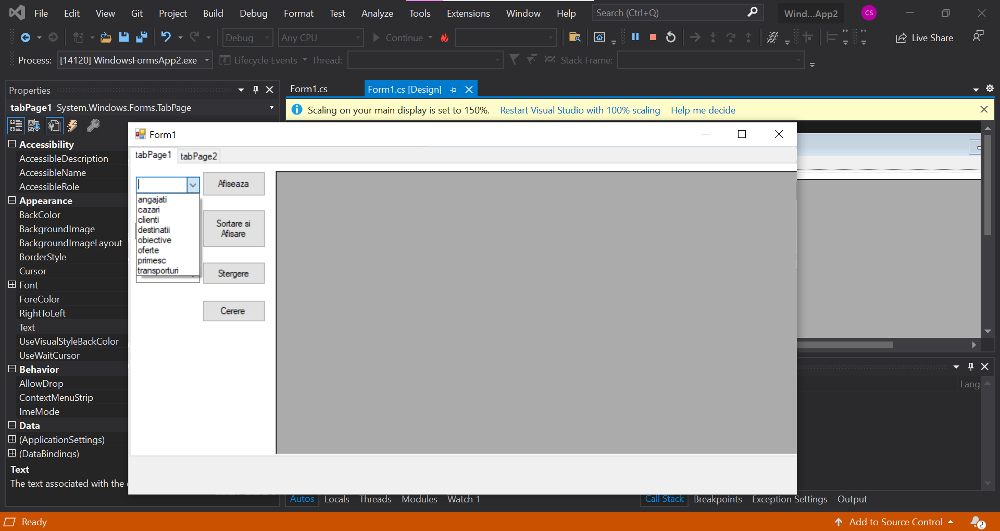 File Edit View Git Project Build Debug Format Test Analyze Tools Extensions Window Help Search (Ctrl+Q) Wind...App2 CS
Debug Any CPU Continue Live Share
Process: [14120] WindowsFormsApp2.exe Lifecycle Events Thread: Stack Frame:
Properties
tabPage1 System.Windows.Forms.TabPage
Accessibility
AccessibleDescription
AccessibleName
AccessibleRole
Appearance
BackColor
BackgroundImage
BackgroundImageLayout
BorderStyle
Cursor
Font
ForeColor
RightToLeft
Text
UseVisualStyleBackColor
UseWaitCursor
Behavior
AllowDrop
ContextMenuStrip
ImeMode
Data
(ApplicationSettings)
(DataBindings)
Text
The text associated with the
Form1.cs Form1.cs [Design]
Scaling on your main display is set to 150%. Restart Visual Studio with 100% scaling Help me decide
Form1
tabPage1 tabPage2
angajati
cazari
clienti
destinatii
obiective
oferte
primesc
transporturi
Afiseaza
Sortare si
Afisare
Stergere
Cerere
Lang
Autos Locals Threads Modules Watch 1
Call Stack Breakpoints Exception Settings Output
Ready Add to Source Control 2